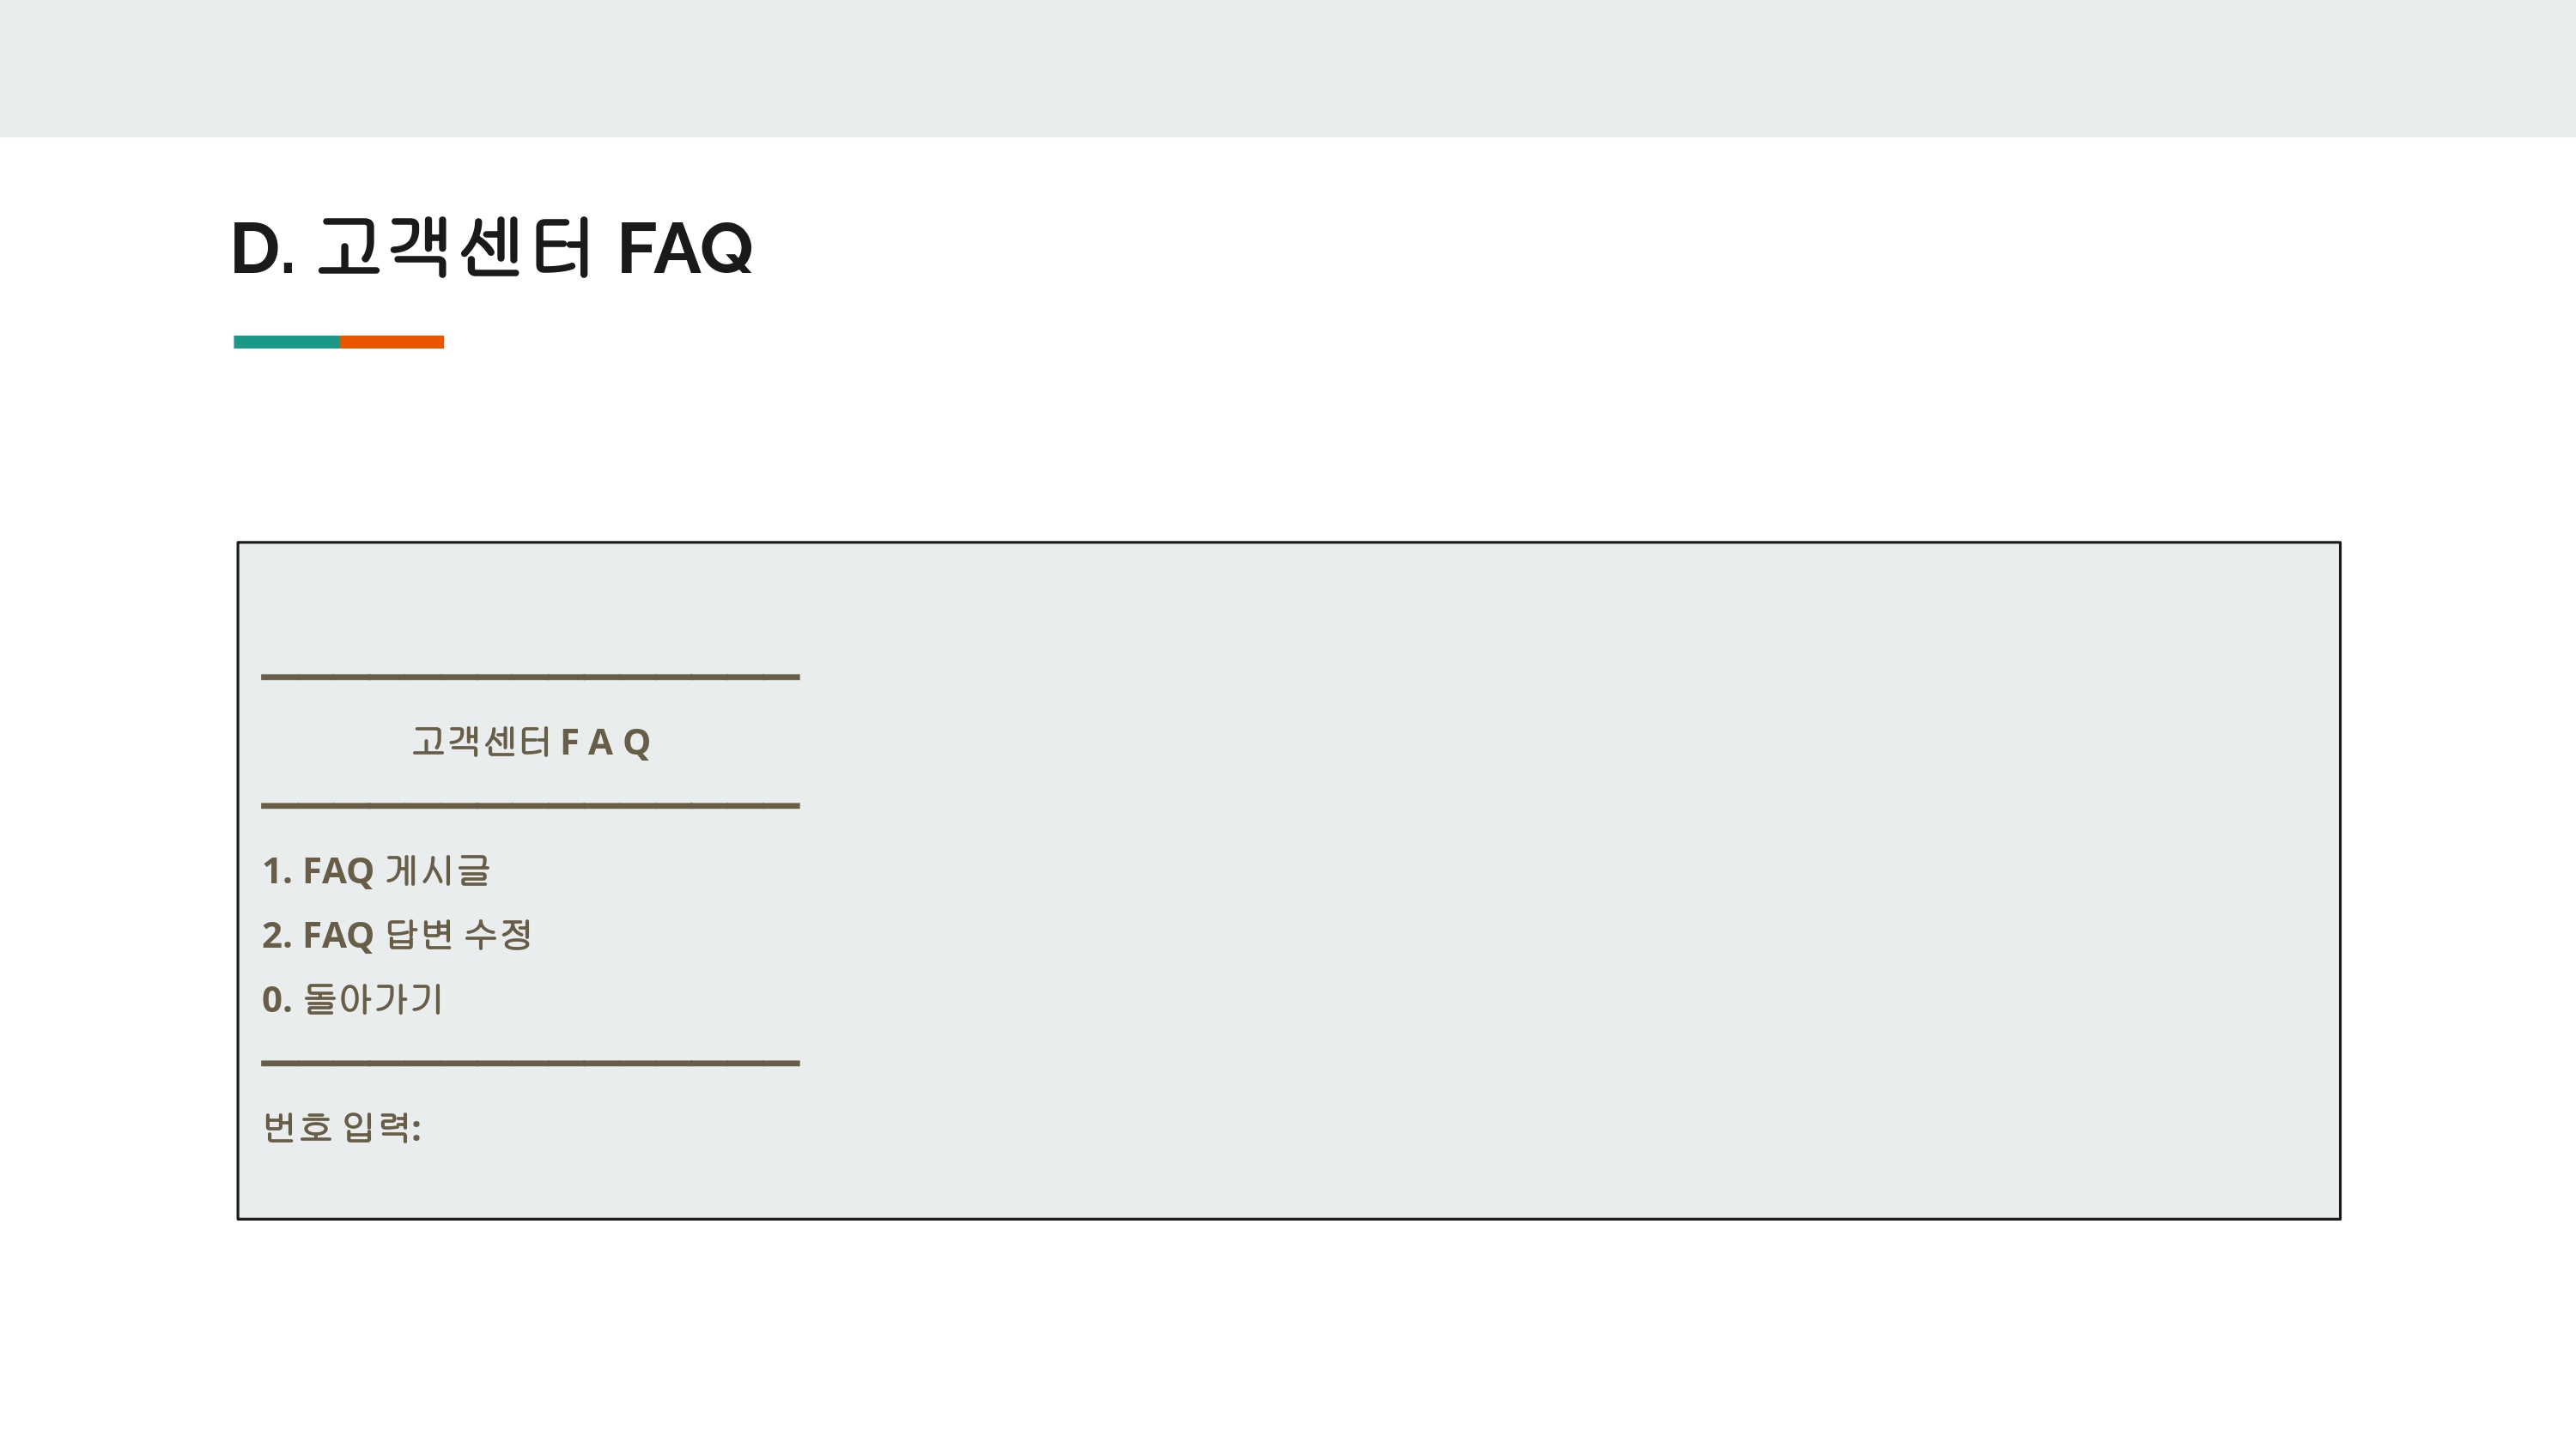 D. 고객센터 FAQ
고객센터 F A Q
1. FAQ 게시글
2. FAQ 답변 수정
0. 돌아가기
번호 입력: